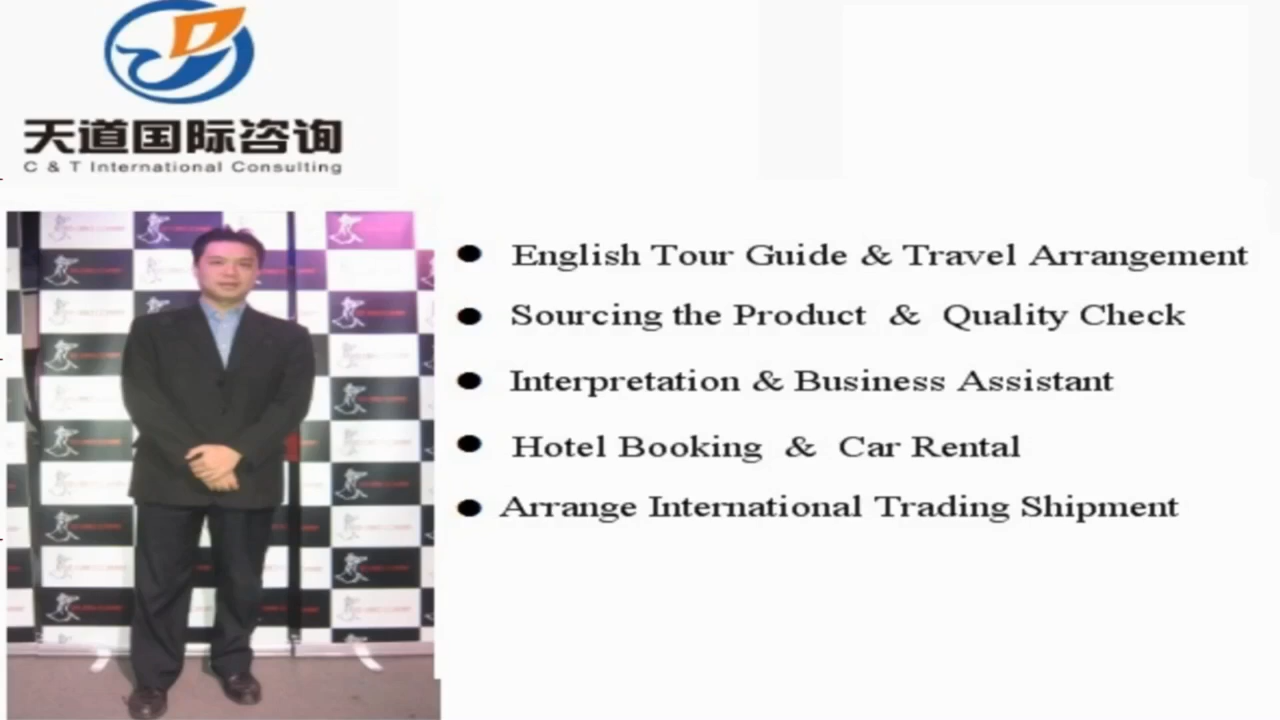 天道国际咨询
C & T International Consulting
● English Tour Guide & Travel Arrangement
● Sourcing the Product & Quality Check
● Interpretation & Business Assistant
● Hotel Booking & Car Rental
● Arrange International Trading Shipment